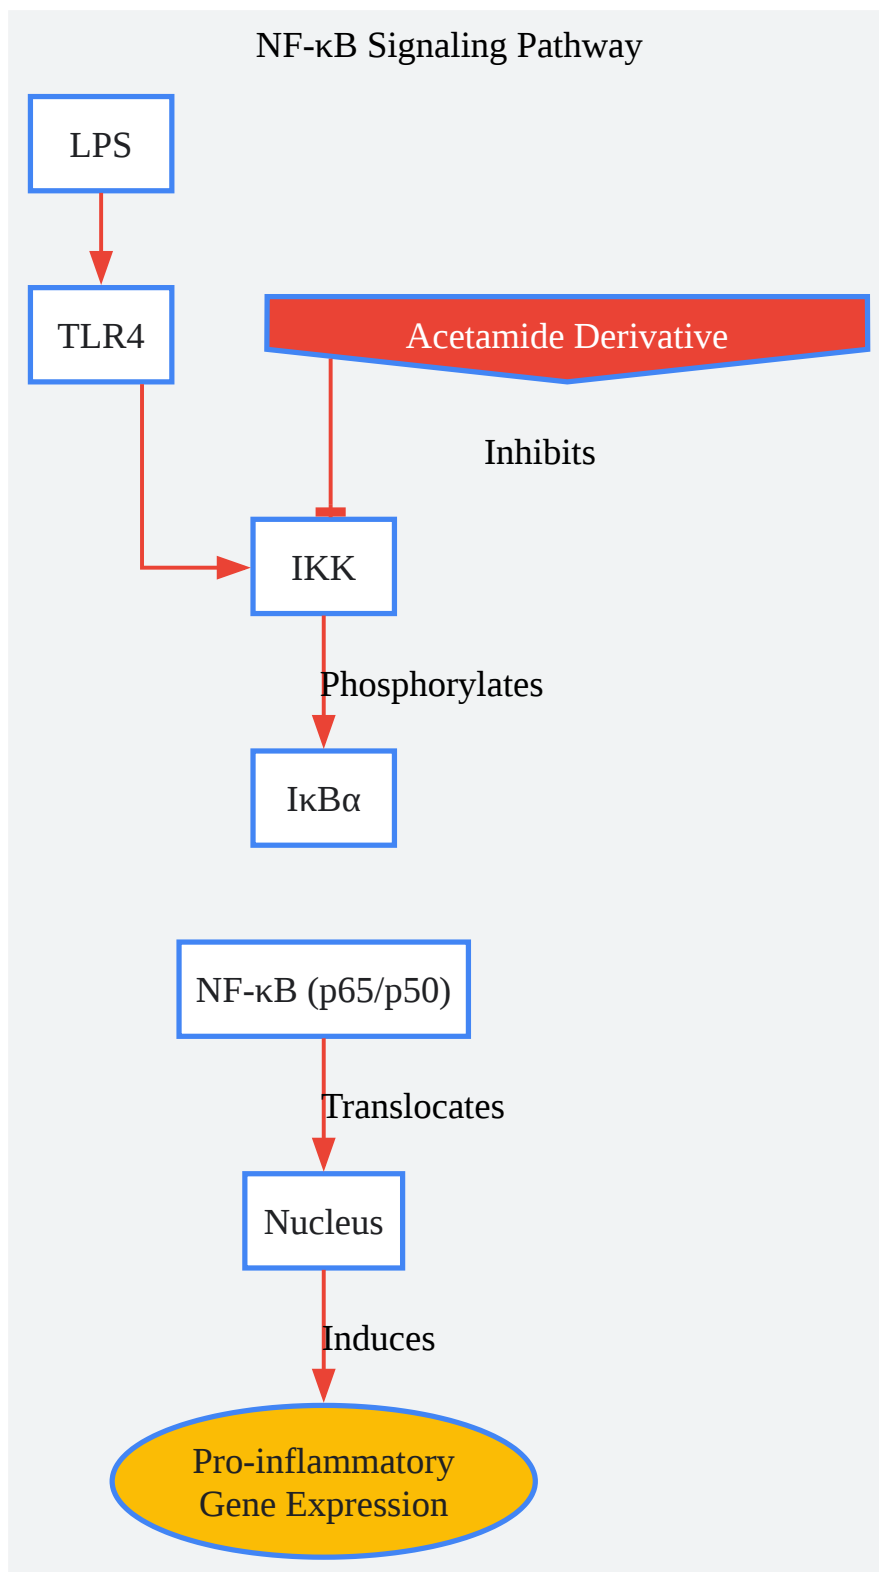 NF-κB Signaling Pathway
LPS
TLR4
Acetamide Derivative
Inhibits
IKK
Phosphorylates
IκBα
NF-κB (p65/p50)
Translocates
Nucleus
Induces
Pro-inflammatory
Gene Expression